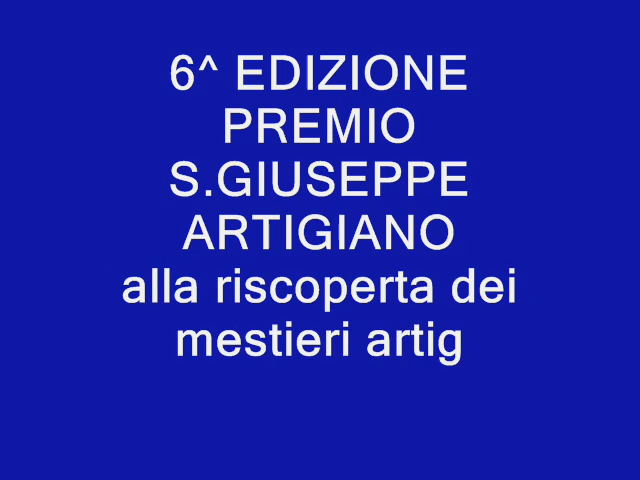 6^ EDIZIONE
PREMIO
S.GIUSEPPE
ARTIGIANO
alla riscoperta dei
mestieri artig